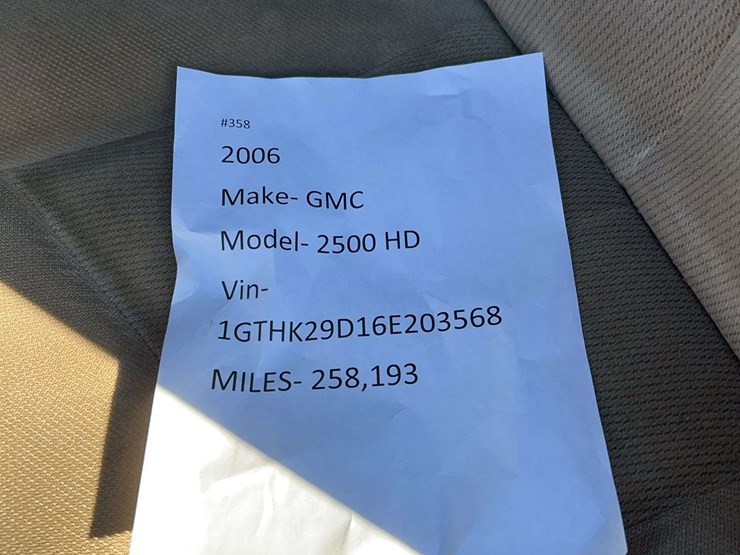 #358
2006
Make- GMC
Model- 2500 HD
Vin-
1GTHK29D16E203568
MILES- 258,193